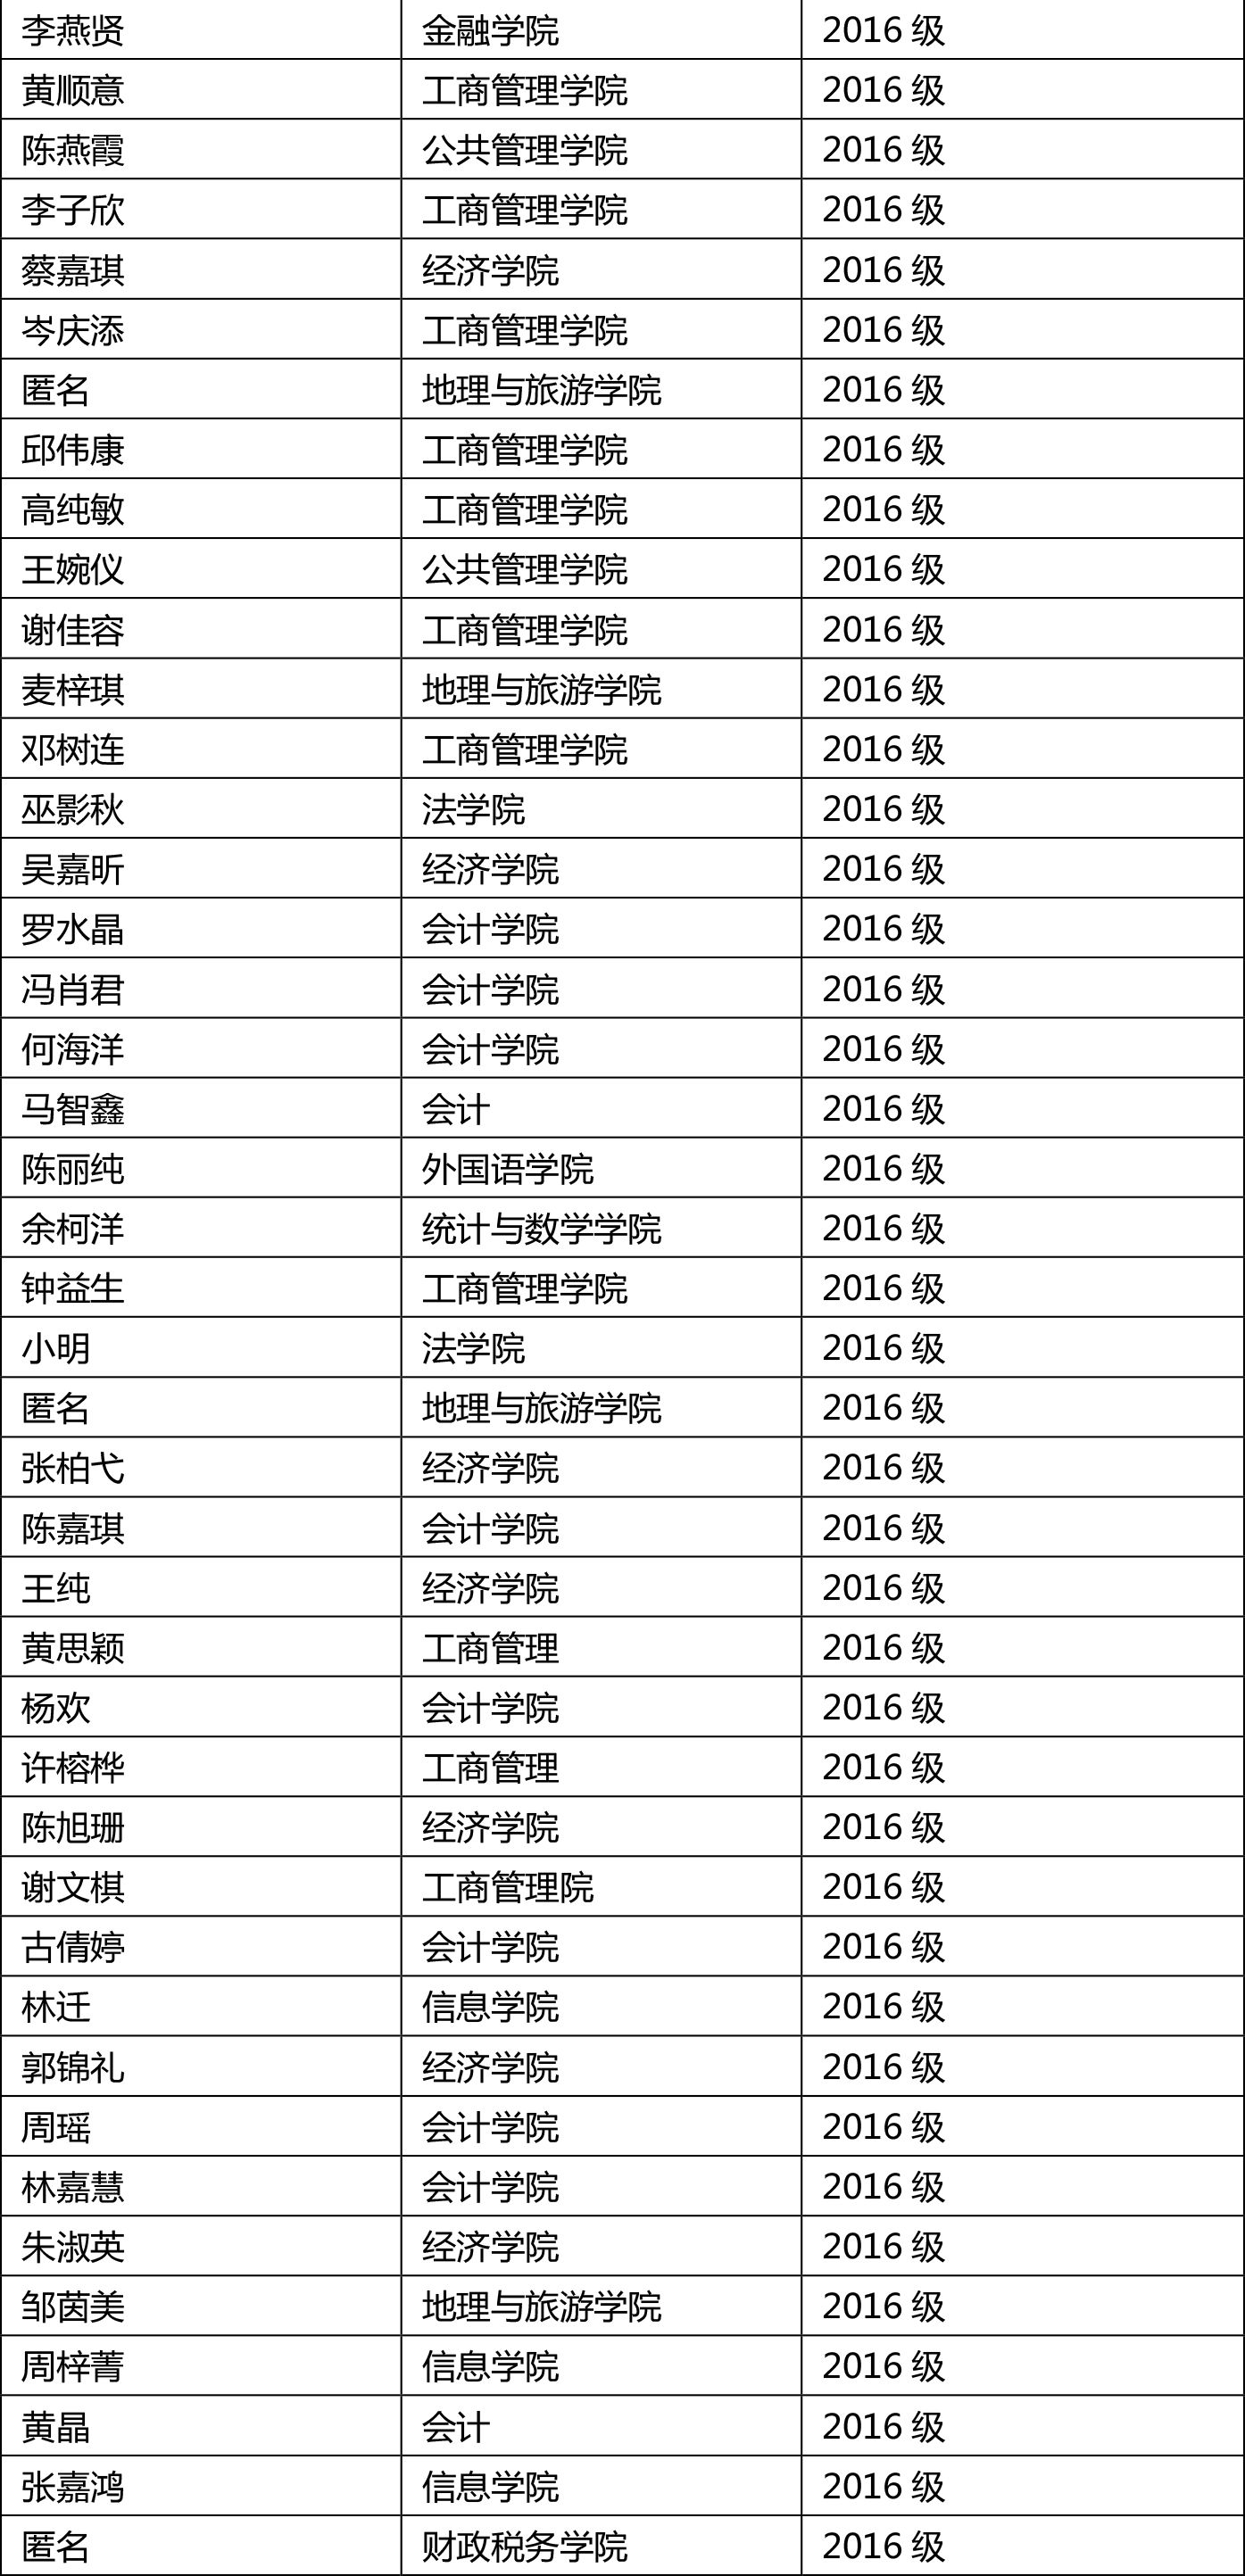 李燕贤 金融学院 2016 级
黄顺意 工商管理学院 2016 级
陈燕霞 公共管理学院 2016 级
李子欣 工商管理学院 2016 级
蔡嘉琪 经济学院 2016 级
岑庆添 工商管理学院 2016 级
匿名 地理与旅游学院 2016 级
邱伟康 工商管理学院 2016 级
高纯敏 工商管理学院 2016 级
王婉仪 公共管理学院 2016 级
谢佳容 工商管理学院 2016 级
麦梓琪 地理与旅游学院 2016 级
邓树连 工商管理学院 2016 级
巫影秋 法学院 2016 级
吴嘉昕 经济学院 2016 级
罗水晶 会计学院 2016 级
冯肖君 会计学院 2016 级
何海洋 会计学院 2016 级
马智鑫 会计 2016 级
陈丽纯 外国语学院 2016 级
余柯洋 统计与数学学院 2016 级
钟益生 工商管理学院 2016 级
小明 法学院 2016 级
匿名 地理与旅游学院 2016 级
张柏弋 经济学院 2016 级
陈嘉琪 会计学院 2016 级
王纯 经济学院 2016 级
黄思颖 工商管理 2016 级
杨欢 会计学院 2016 级
许榕桦 工商管理 2016 级
陈旭珊 经济学院 2016 级
谢文棋 工商管理院 2016 级
古倩婷 会计学院 2016 级
林迁 信息学院 2016 级
郭锦礼 经济学院 2016 级
周瑶 会计学院 2016 级
林嘉慧 会计学院 2016 级
朱淑英 经济学院 2016 级
邹茵美 地理与旅游学院 2016 级
周梓菁 信息学院 2016 级
黄晶 会计 2016 级
张嘉鸿 信息学院 2016 级
匿名 财政税务学院 2016 级